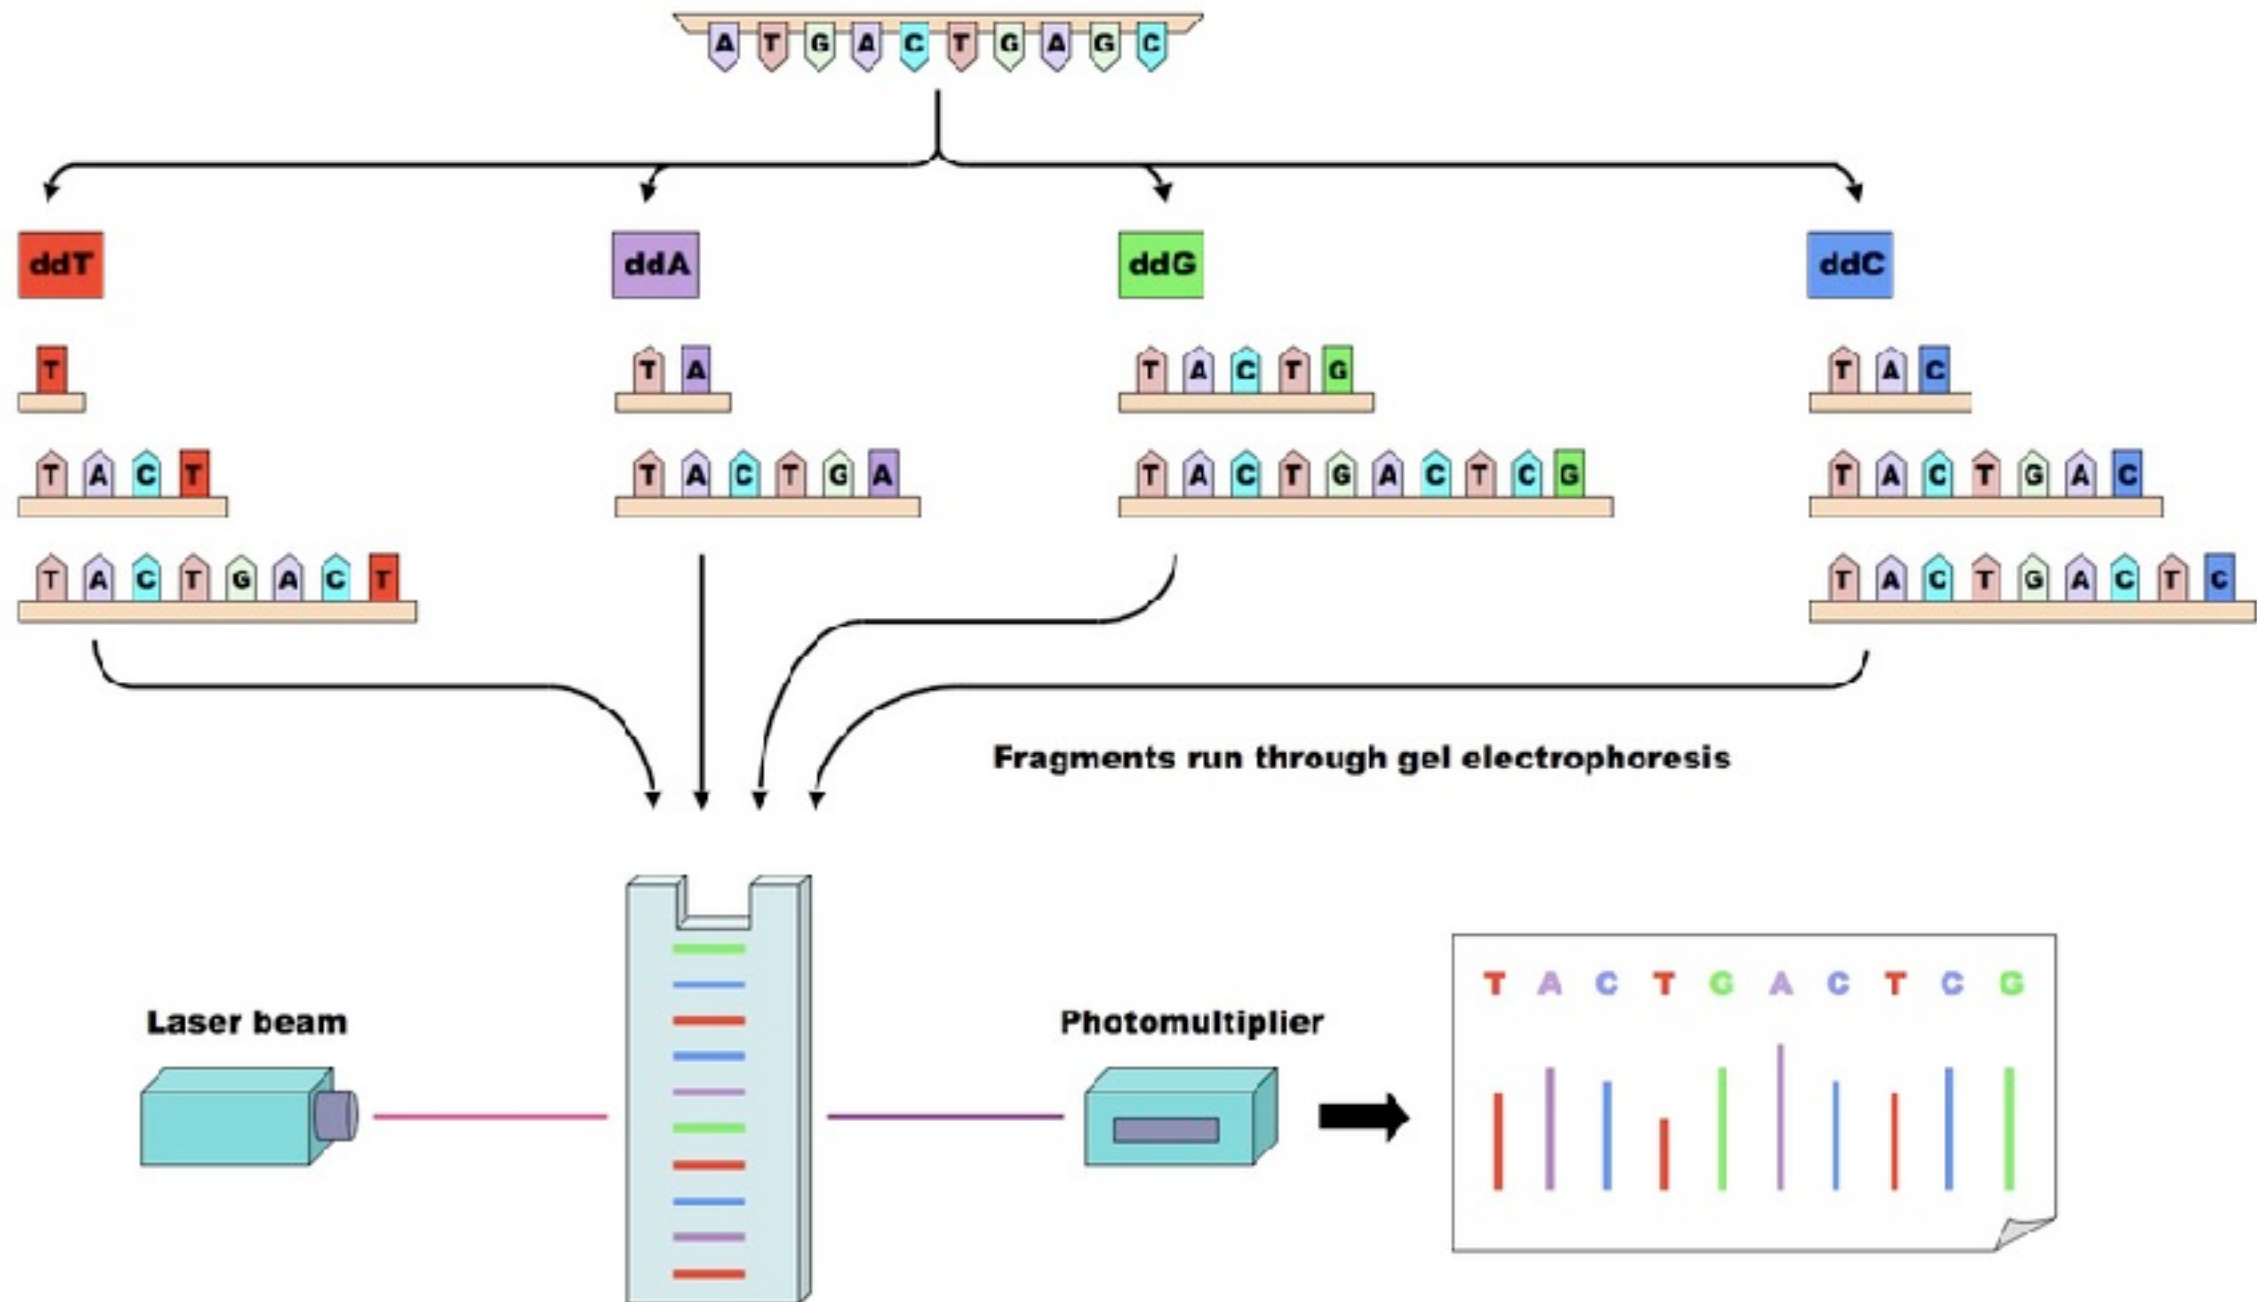 A T G A C T G A G C
ddT ddA ddG ddC
T
T A
T A C T G
T A C
T A C T
T A C T G A
T A C T G A C T C G
T A C T G A C
T A C T G A C T
T A C T G A C T C
Fragments run through gel electrophoresis
Laser beam
Photomultiplier
T A C T G A C T C G